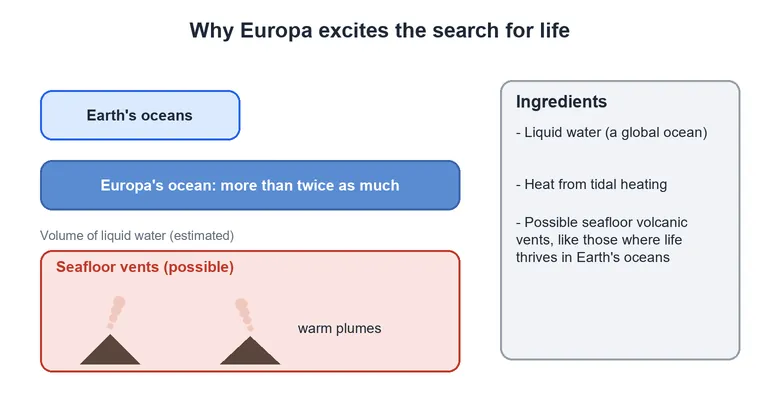 Why Europa excites the search for life
Earth's oceans
Europa's ocean: more than twice as much
Volume of liquid water (estimated)
Seafloor vents (possible)
warm plumes
Ingredients
- Liquid water (a global ocean)
- Heat from tidal heating
- Possible seafloor volcanic
vents, like those where life
thrives in Earth's oceans